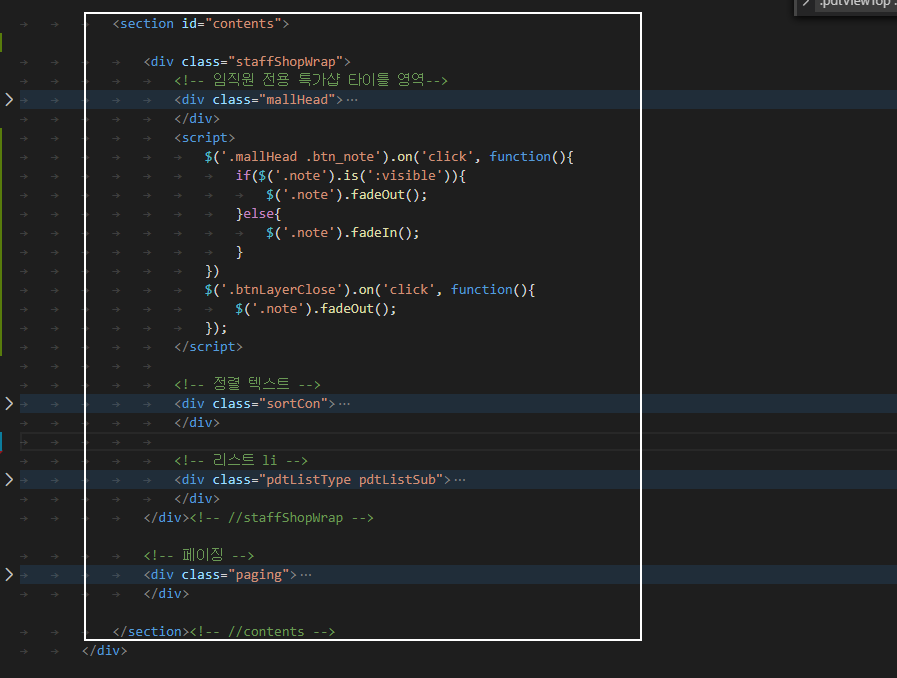 .pdtViewTop .
<section id="contents">
<div class="staffShopWrap">
<!-- 임직원 전용 특가샵 타이틀 영역-->
<div class="mallHead">…
</div>
<script>
$('.mallHead .btn_note').on('click', function(){
if($('.note').is(':visible')){
$('.note').fadeOut();
}else{
$('.note').fadeIn();
}
})
$('.btnLayerClose').on('click', function(){
$('.note').fadeOut();
});
</script>
<!-- 정렬 텍스트 -->
<div class="sortCon">…
</div>
<!-- 리스트 li -->
<div class="pdtListType pdtListSub">…
</div>
</div><!-- //staffShopWrap -->
<!-- 페이징 -->
<div class="paging">…
</div>
</section><!-- //contents -->
</div>